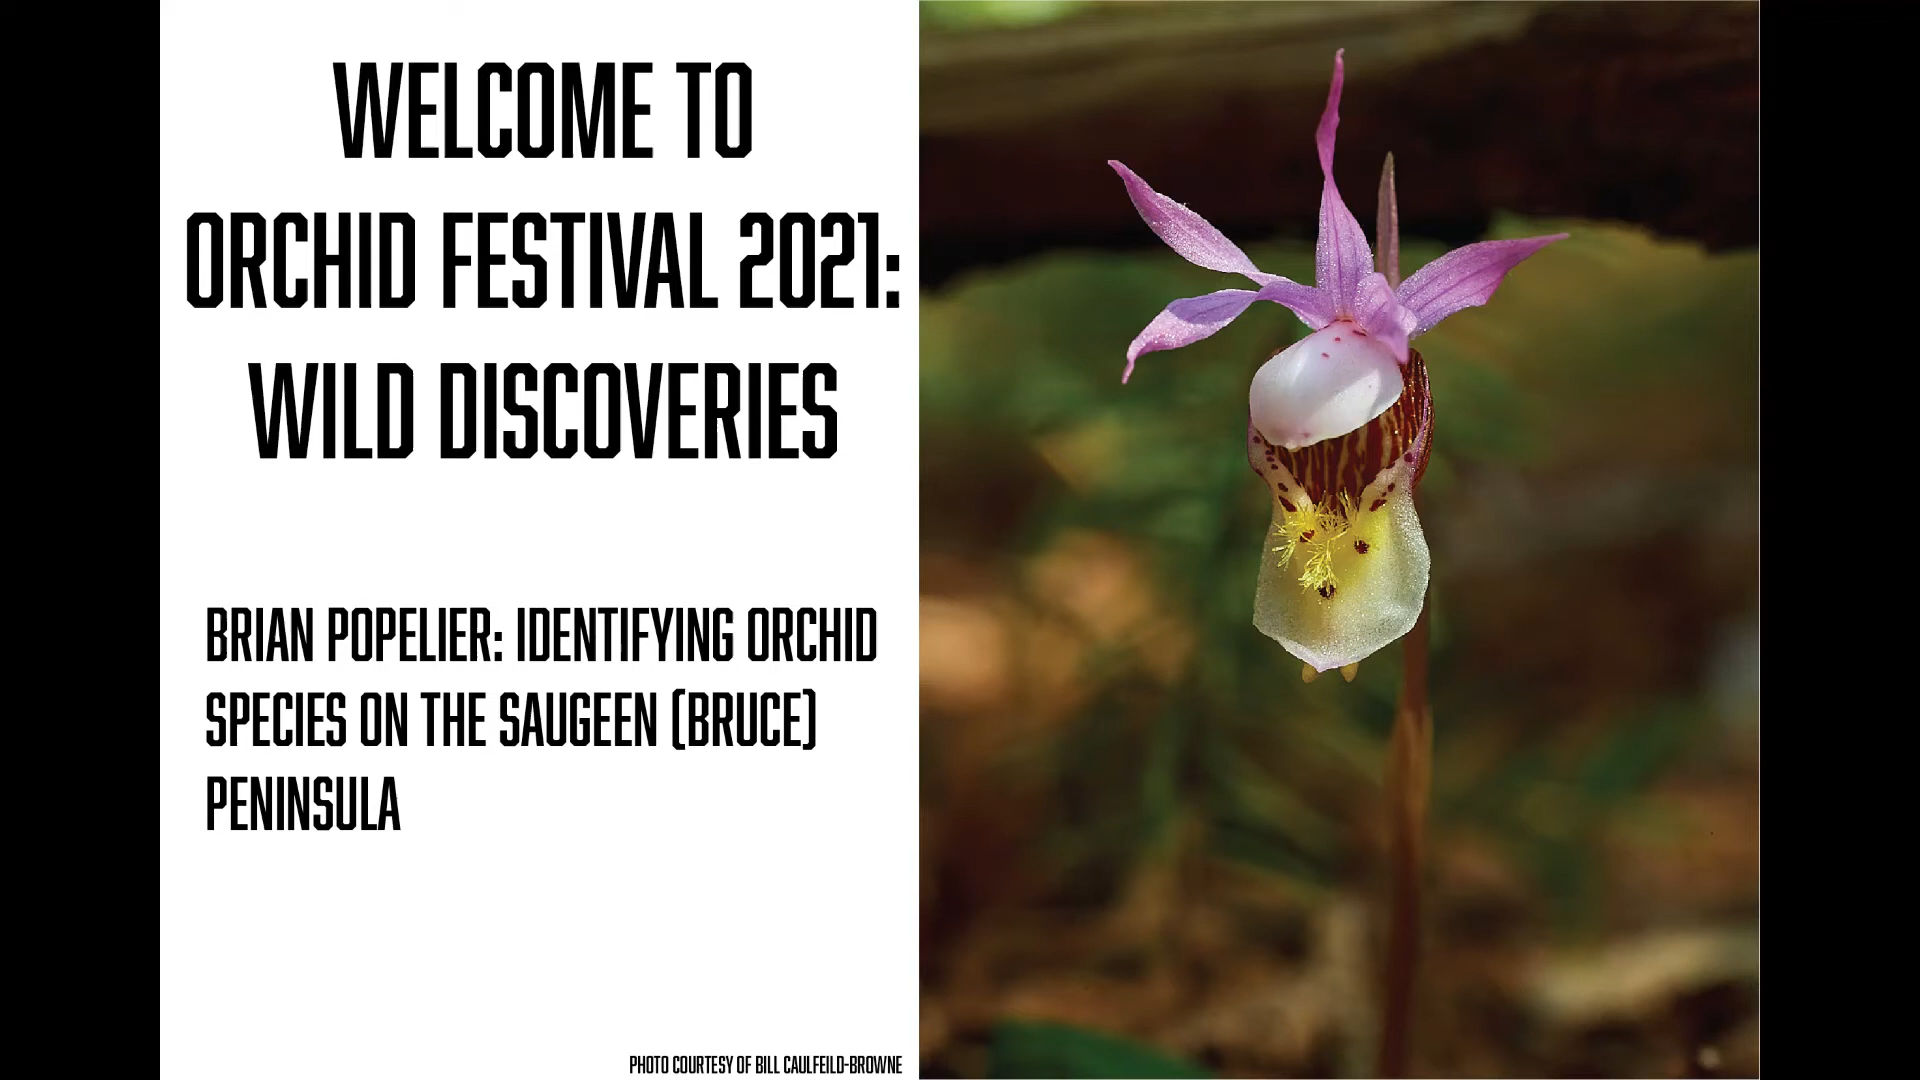 WELCOME TO
ORCHID FESTIVAL 2021:
WILD DISCOVERIES
BRIAN POPELIER: IDENTIFYING ORCHID
SPECIES ON THE SAUGEEN (BRUCE)
PENINSULA
PHOTO COURTESY OF BILL CAULFEILD-BROWNE